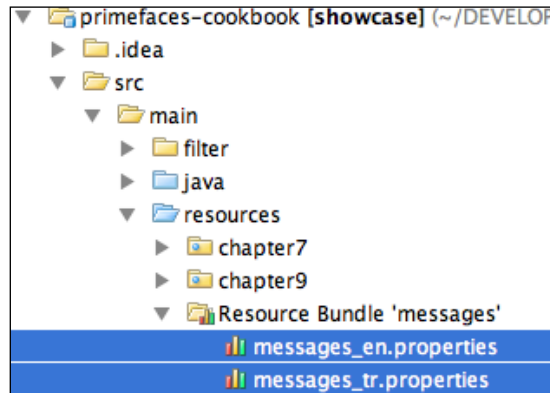 primefaces-cookbook [showcase] (~/DEVELOP
.idea
src
main
filter
java
resources
chapter7
chapter9
Resource Bundle 'messages'
messages_en.properties
messages_tr.properties